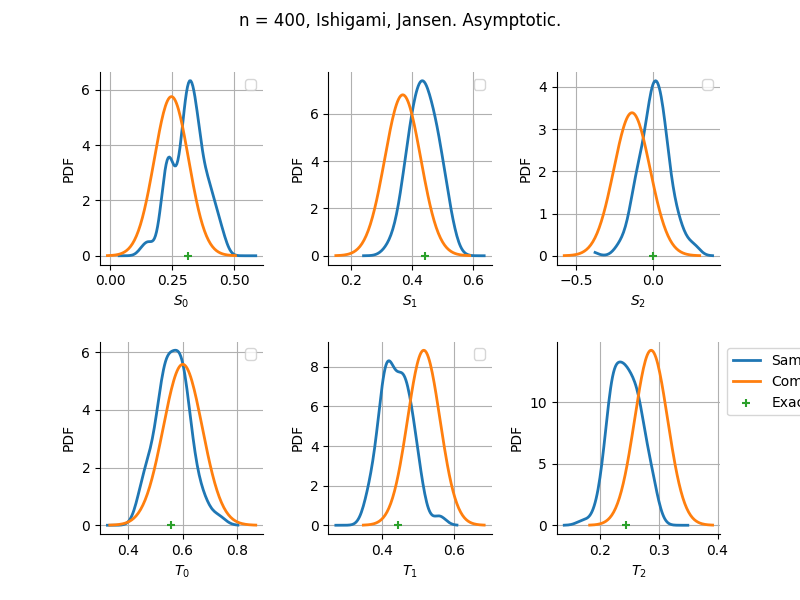 n = 400, Ishigami, Jansen. Asymptotic.
PDF
6
4
2
0
0.00 0.25 0.50
S0
PDF
6
4
2
0
0.2 0.4 0.6
S1
PDF
4
3
2
1
0
−0.5 0.0
S2
PDF
6
4
2
0
0.4 0.6 0.8
T0
PDF
8
6
4
2
0
0.4 0.6
T1
PDF
10
5
0
0.2 0.3 0.4
T2
Sam
Com
Exac